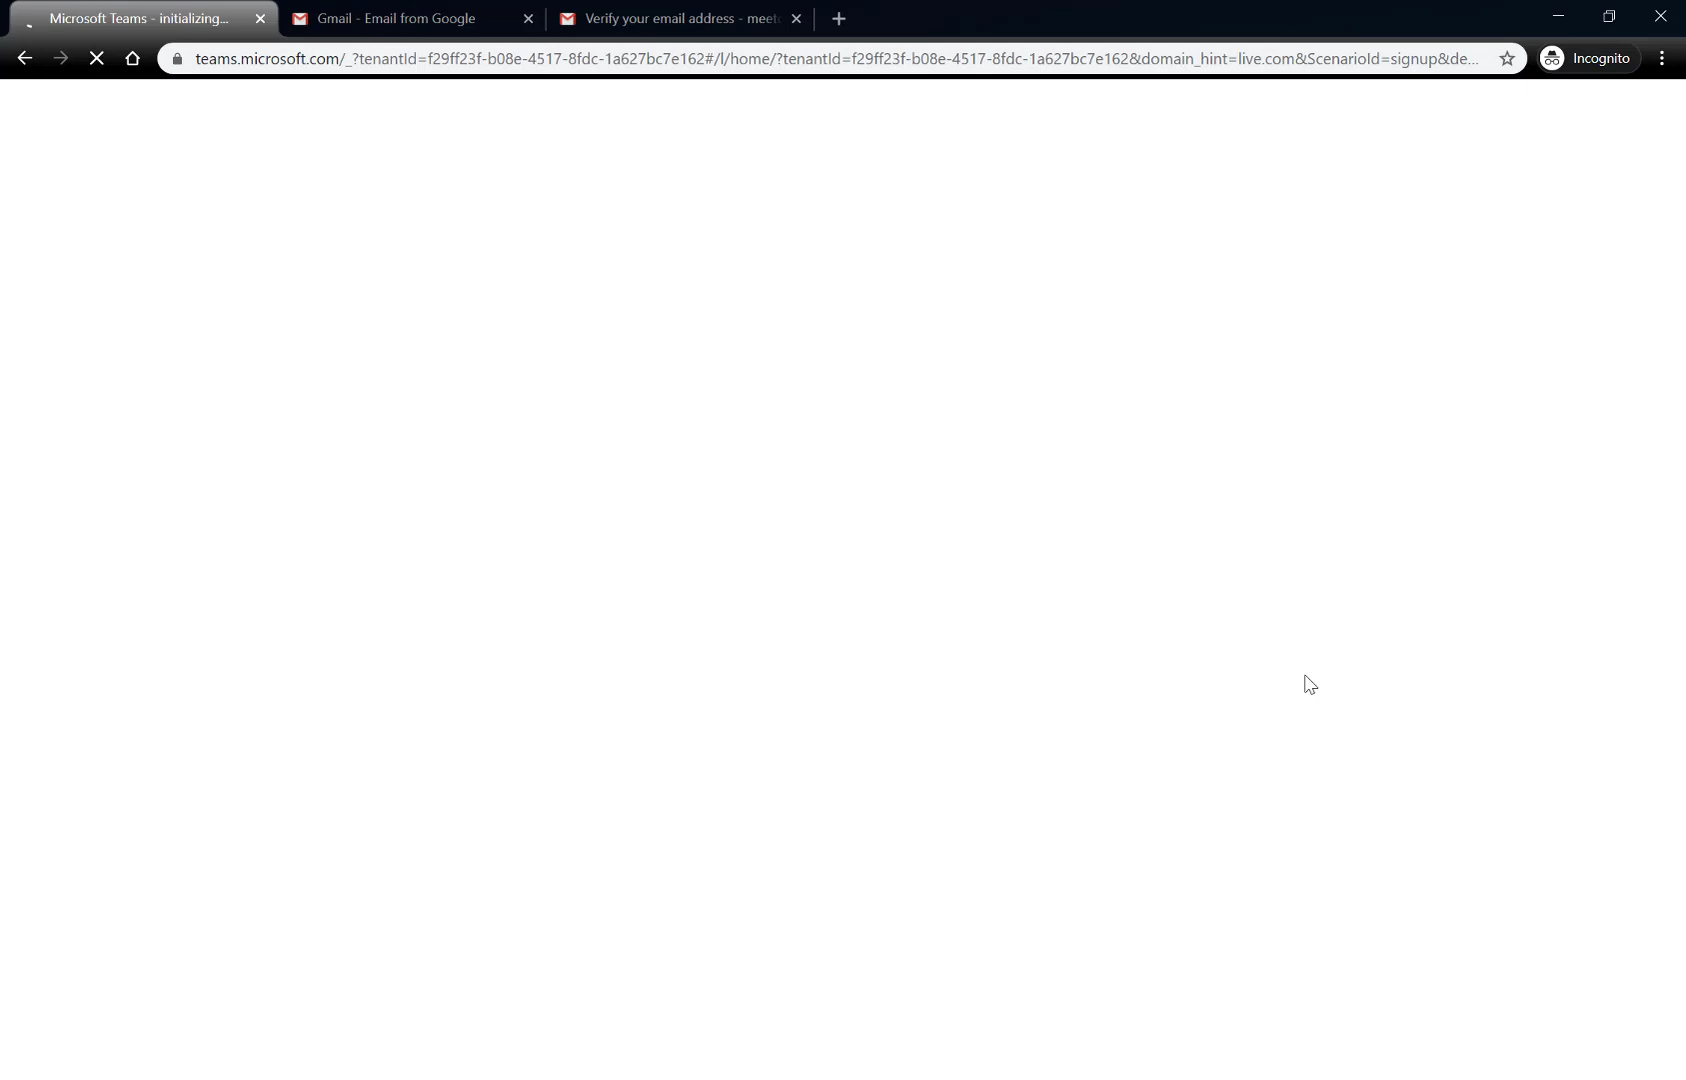 Microsoft Teams - initializing...
Gmail - Email from Google
Verify your email address - meet
teams.microsoft.com/_?tenantId=f29ff23f-b08e-4517-8fdc-1a627bc7e162#/l/home/?tenantId=f29ff23f-b08e-4517-8fdc-1a627bc7e162&domain_hint=live.com&ScenarioId=signup&de...
Incognito